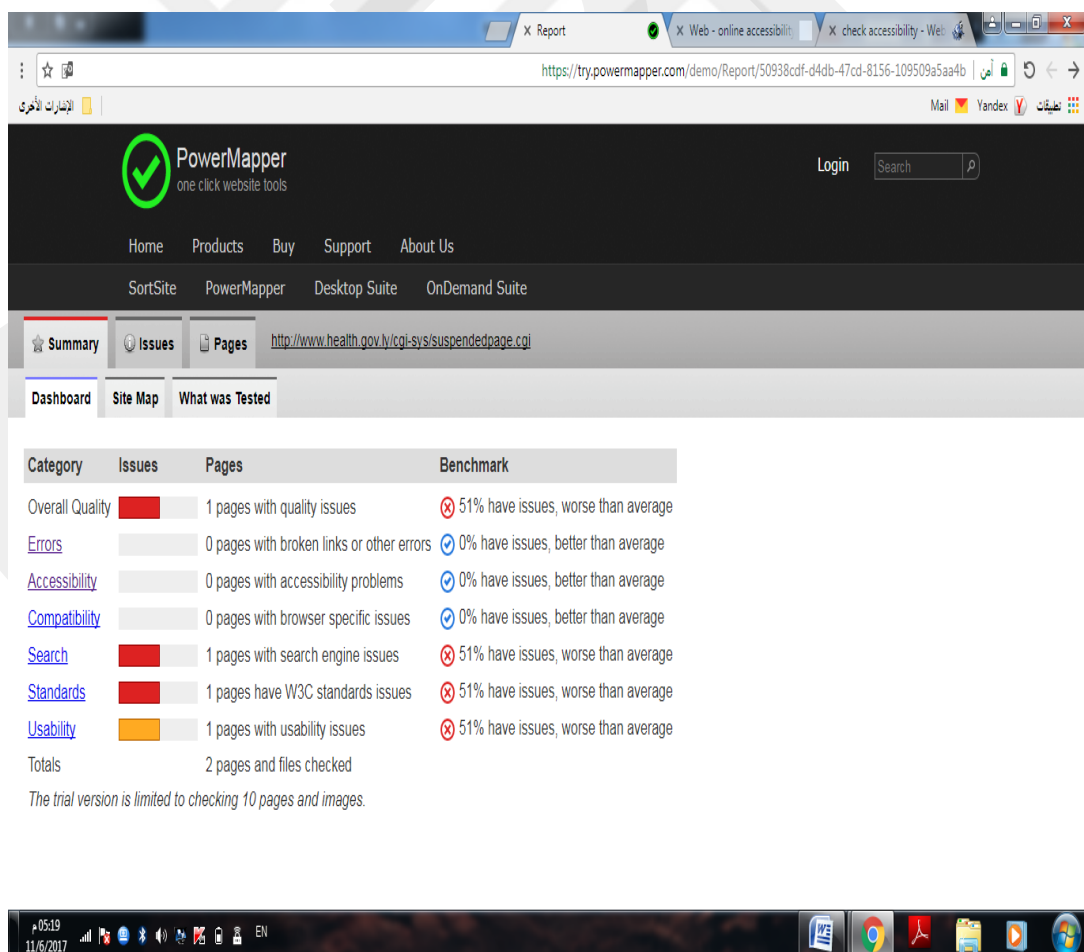 Report
Web - online accessibilit
check accessibility - Web
https://try.powermapper.com/demo/Report/50938cdf-d4db-47cd-8156-109509a5aa4b
آمن
الإشارات الأخرى
Mail
Yandex
تطبيقات
PowerMapper
one click website tools
Login
Search
Home Products Buy Support About Us
SortSite PowerMapper Desktop Suite OnDemand Suite
Summary Issues Pages http://www.health.gov.ly/cgi-sys/suspendedpage.cgi
Dashboard Site Map What was Tested
Category Issues Pages Benchmark
Overall Quality 1 pages with quality issues 51% have issues, worse than average
Errors 0 pages with broken links or other errors 0% have issues, better than average
Accessibility 0 pages with accessibility problems 0% have issues, better than average
Compatibility 0 pages with browser specific issues 0% have issues, better than average
Search 1 pages with search engine issues 51% have issues, worse than average
Standards 1 pages have W3C standards issues 51% have issues, worse than average
Usability 1 pages with usability issues 51% have issues, worse than average
Totals 2 pages and files checked
The trial version is limited to checking 10 pages and images.
05:19 م
11/6/2017
EN